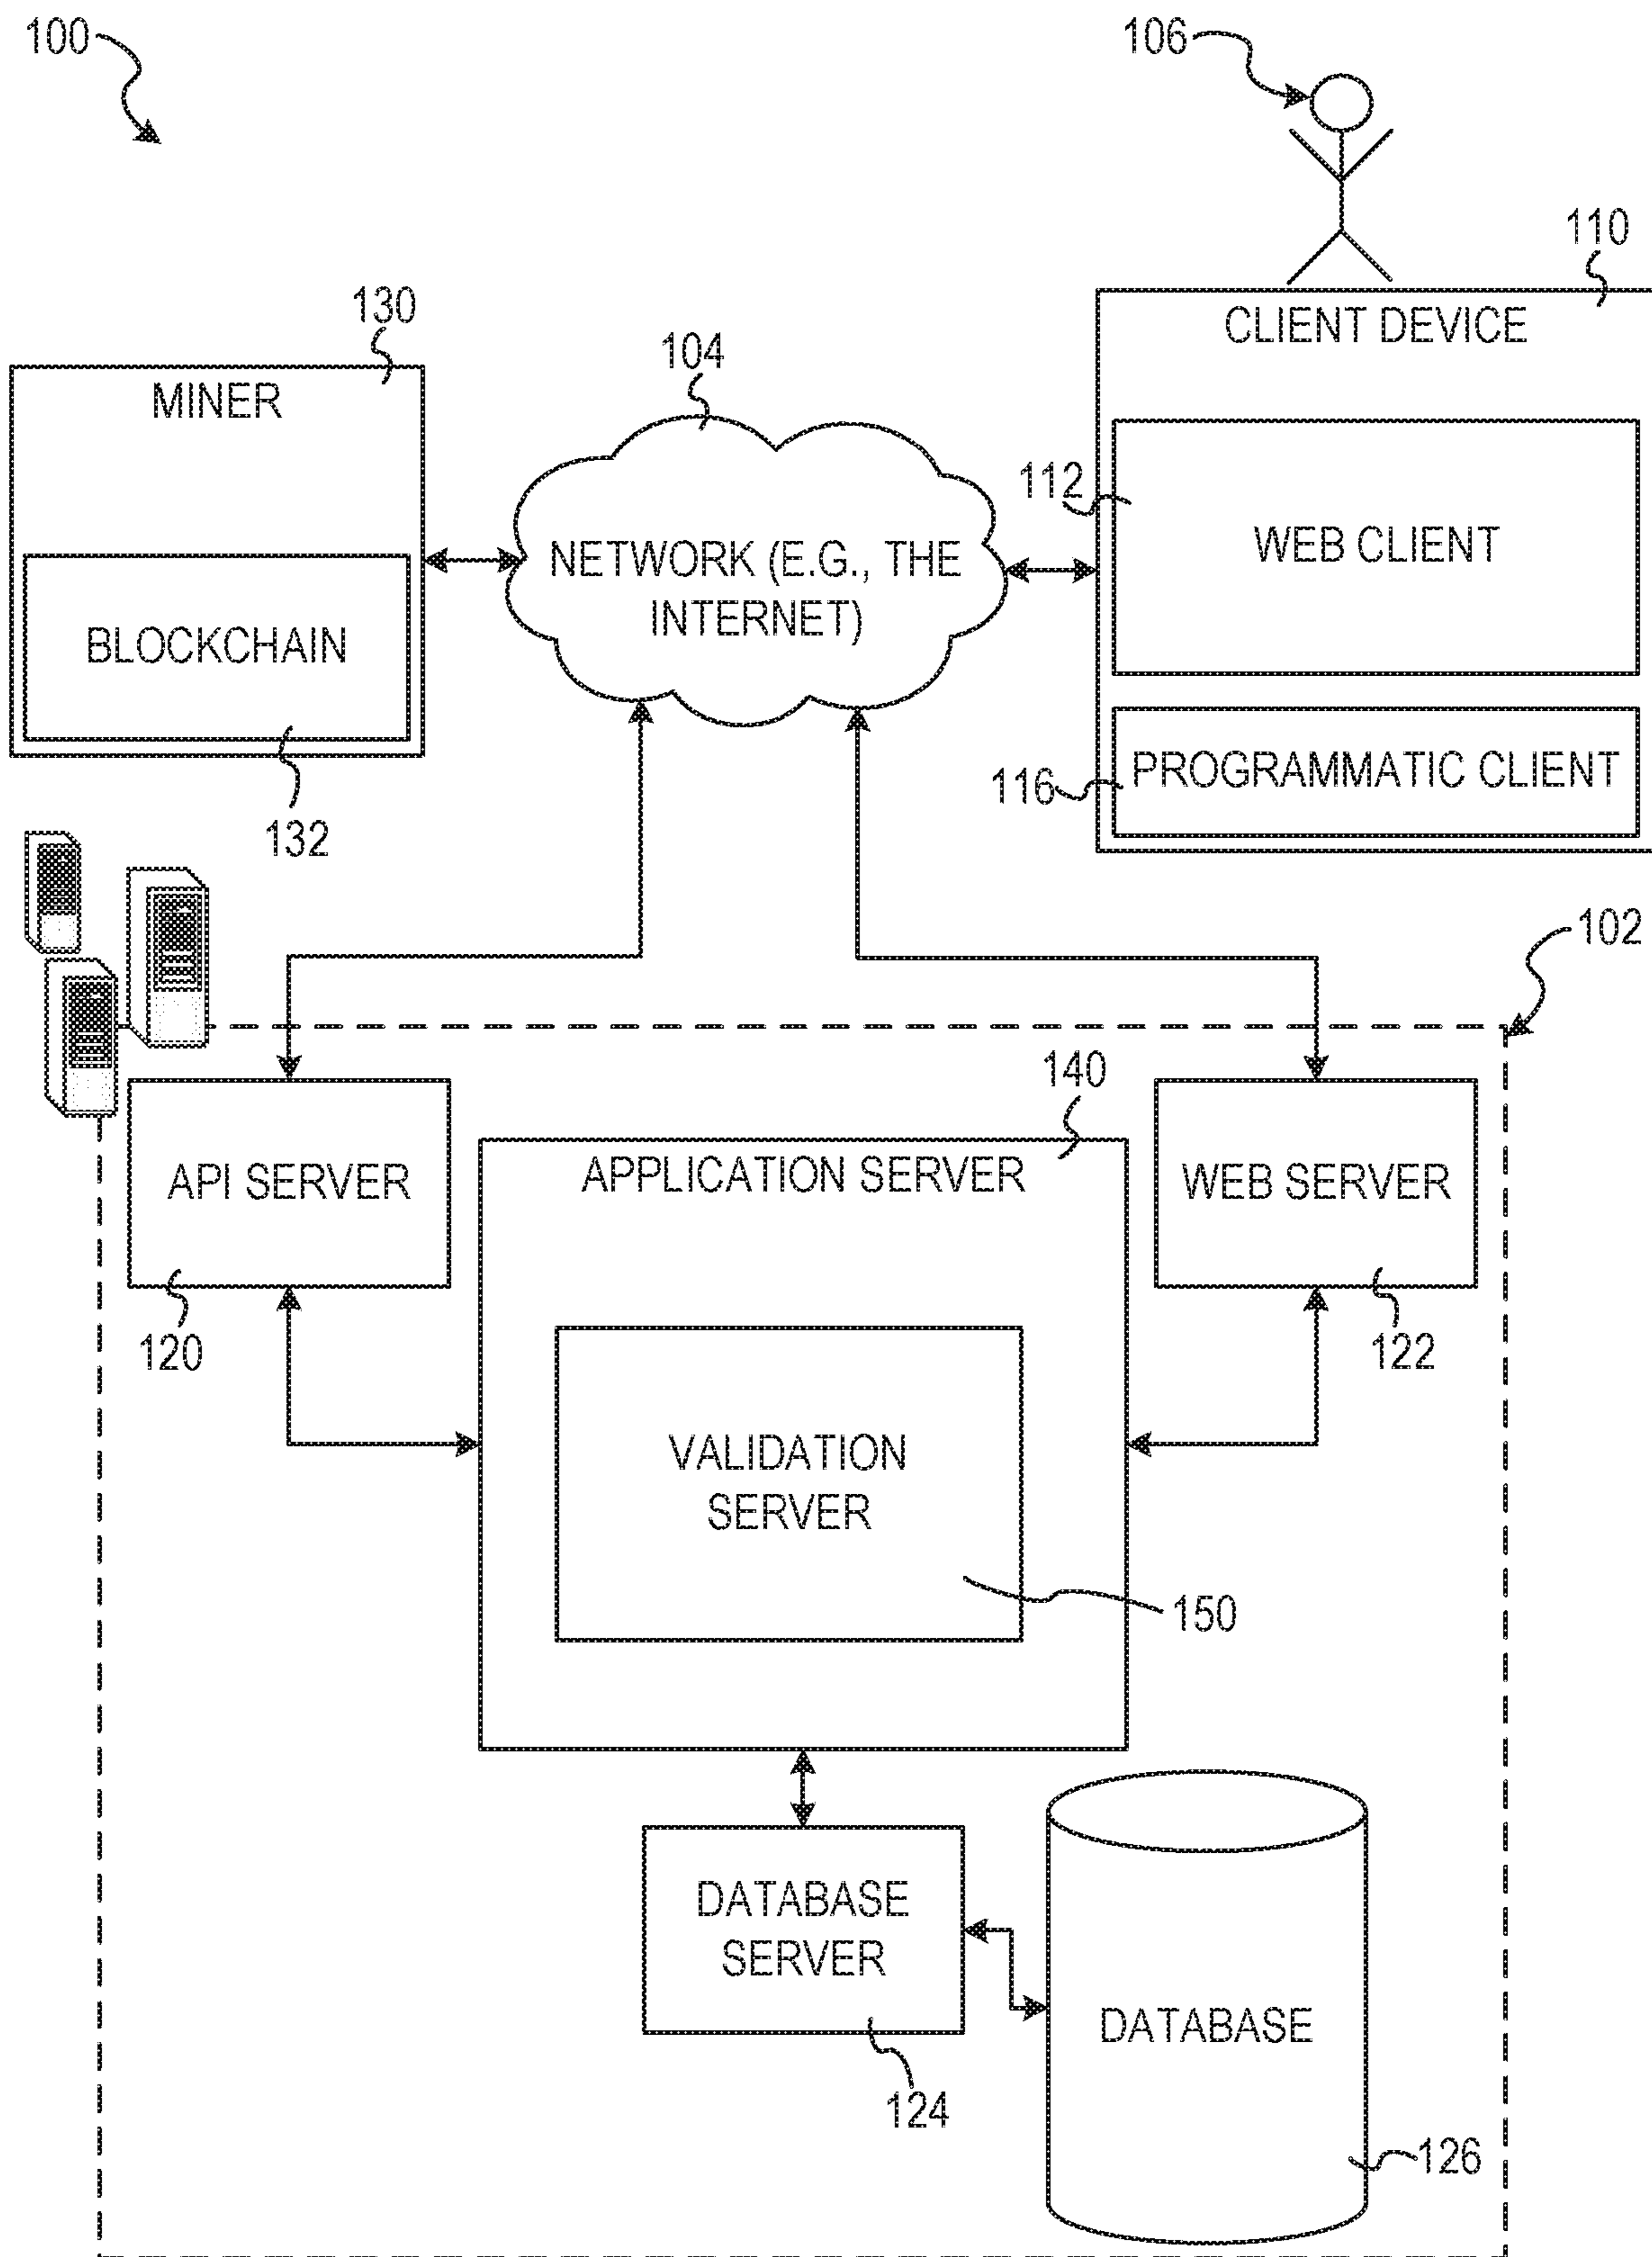 100
106
110
CLIENT DEVICE
130
MINER
104
112
WEB CLIENT
NETWORK (E.G., THE
INTERNET)
BLOCKCHAIN
116
PROGRAMMATIC CLIENT
132
102
140
API SERVER
APPLICATION SERVER
WEB SERVER
120
122
VALIDATION
SERVER
150
DATABASE
SERVER
DATABASE
124
126